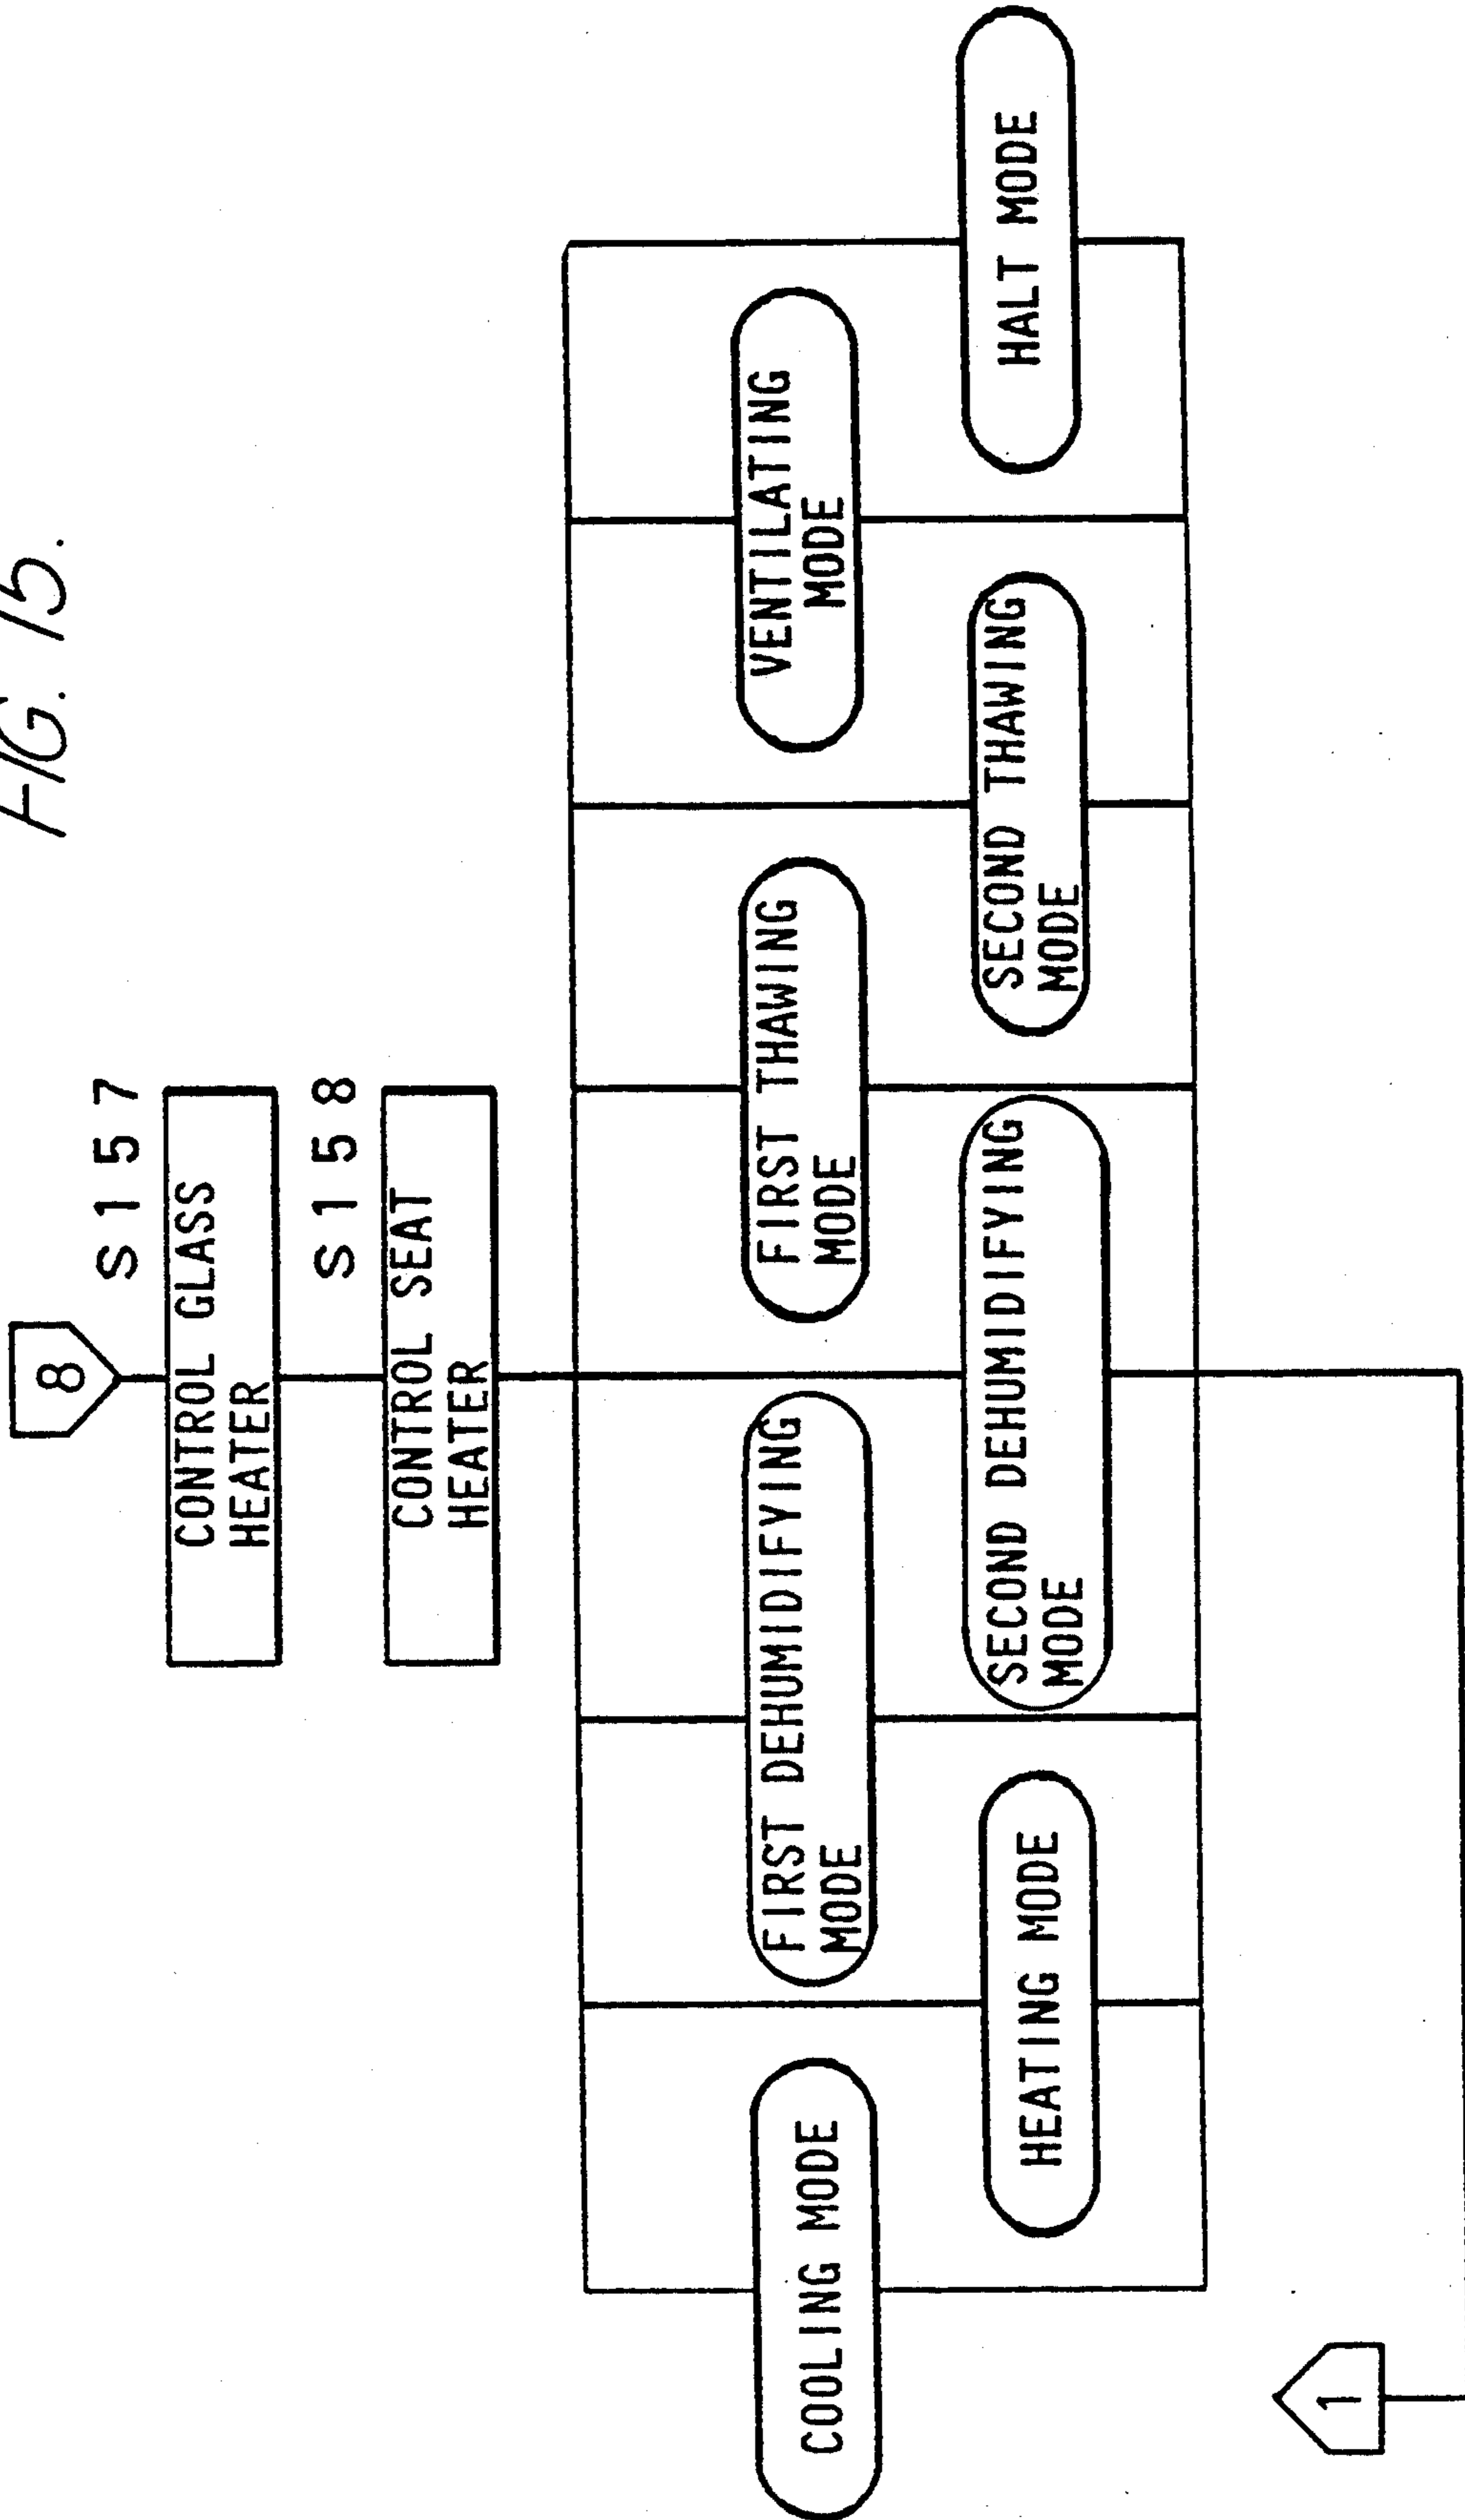 FIG. 15.
8
S157
CONTROL GLASS
HEATER
S158
CONTROL SEAT
HEATER
COOLING MODE
FIRST DEHUMIDIFYING
MODE
FIRST THAWING
MODE
VENTILATING
MODE
HEATING MODE
SECOND DEHUMIDIFYING
MODE
SECOND THAWING
MODE
HALT MODE
1